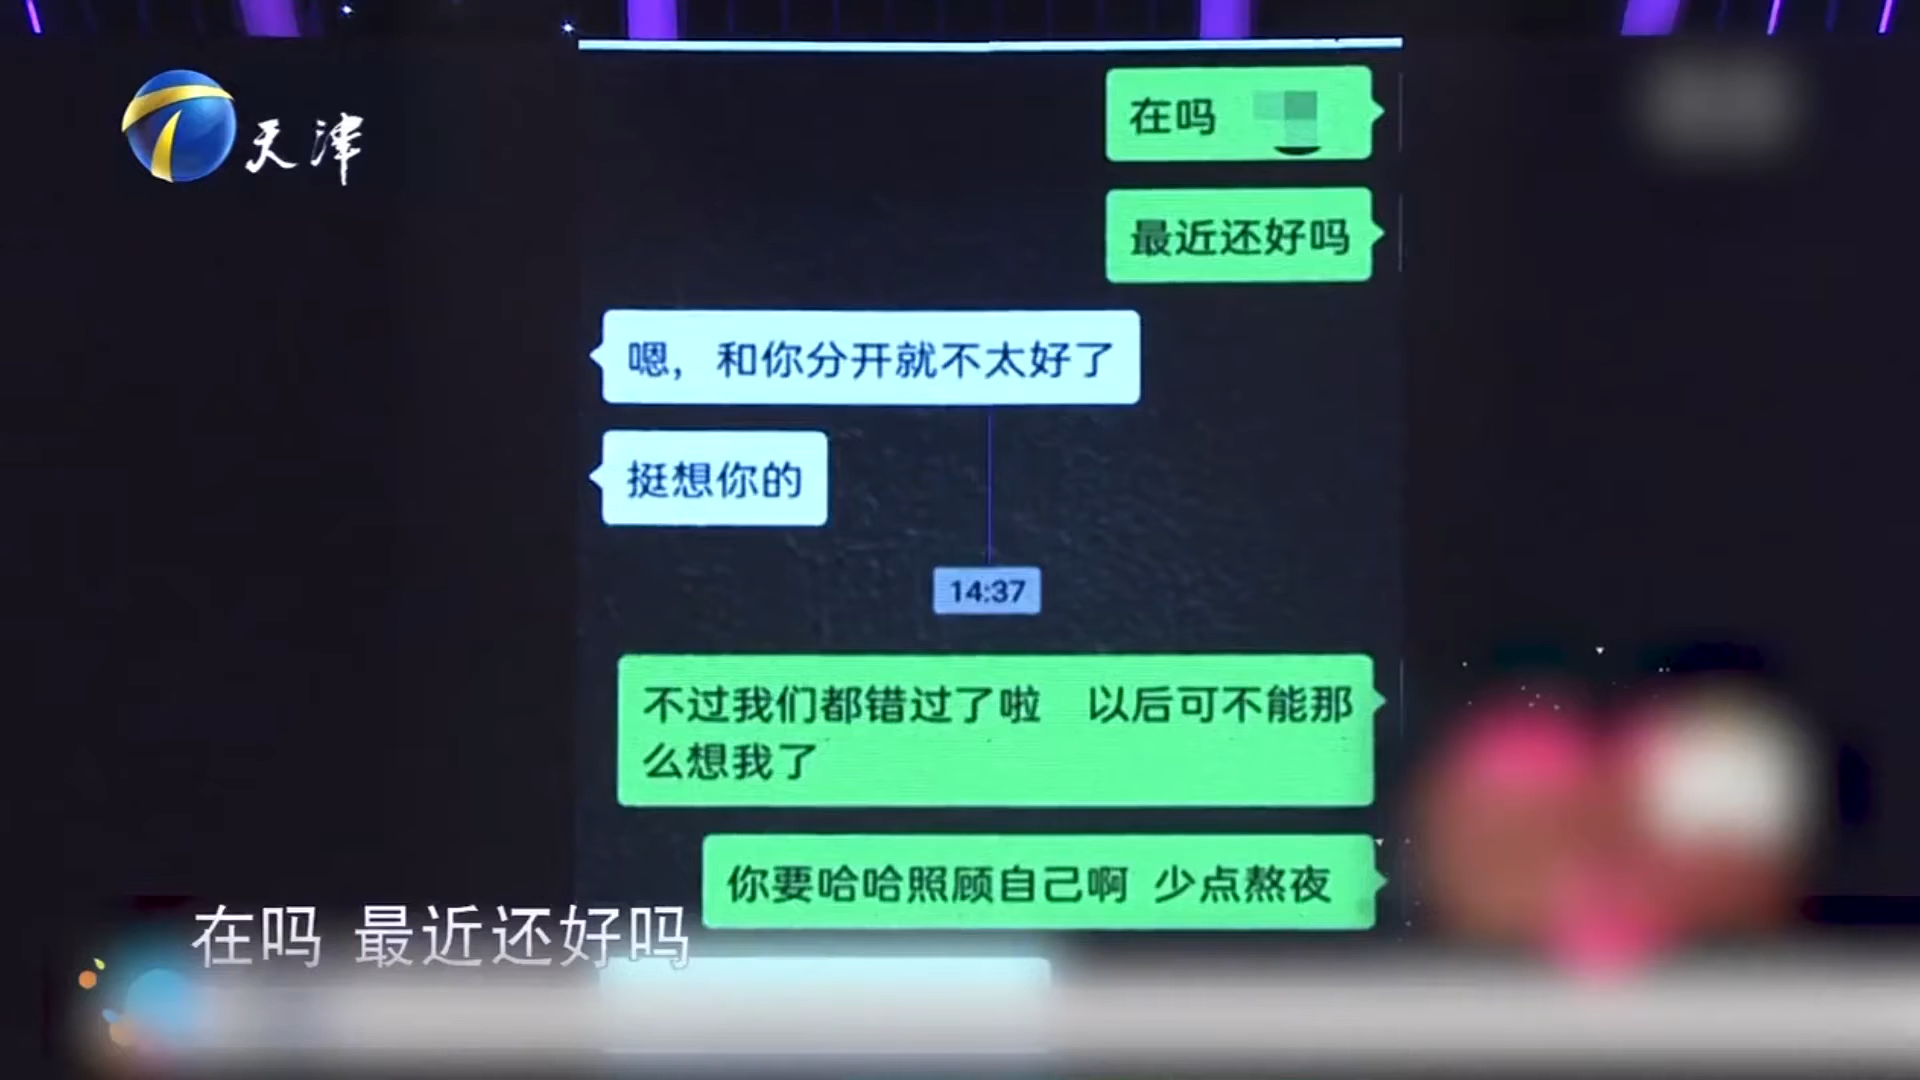 天津
在吗
最近还好吗
嗯，和你分开就不太好了
挺想你的
14:37
不过我们都错过了啦 以后可不能那
么想我了
你要哈哈照顾自己啊 少点熬夜
在吗 最近还好吗